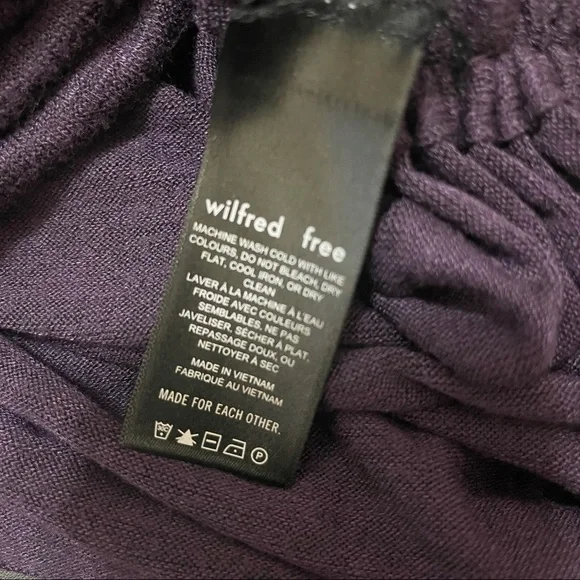 wilfred free
MACHINE WASH COLD WITH LIKE
COLOURS, DO NOT BLEACH, DRY
FLAT, COOL IRON, OR DRY
CLEAN
LAVER À LA MACHINE À L'EAU
FROIDE AVEC COULEURS
SEMBLABLES, NE PAS
JAVELISER, SÉCHER À PLAT,
REPASSAGE DOUX, OU
NETTOYER À SEC
MADE IN VIETNAM
FABRIQUÉ AU VIETNAM
MADE FOR EACH OTHER.
30C P